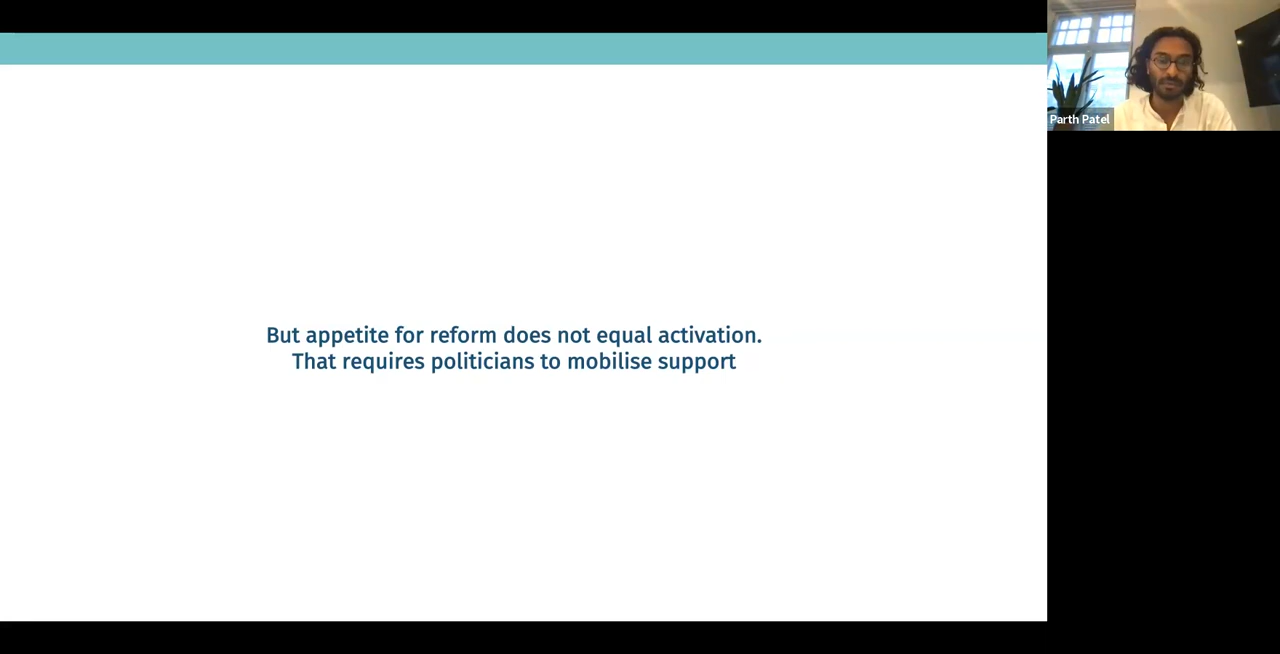 But appetite for reform does not equal activation.
That requires politicians to mobilise support
Parth Patel